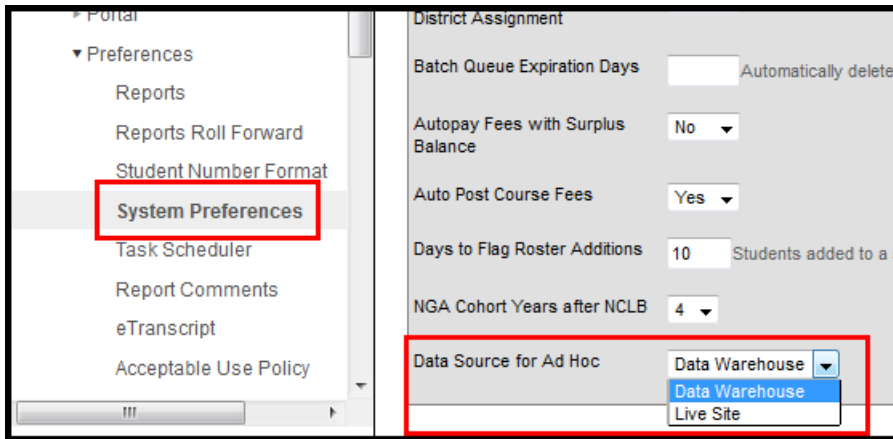 Portal
Preferences
Reports
Reports Roll Forward
Student Number Format
System Preferences
Task Scheduler
Report Comments
eTranscript
Acceptable Use Policy
District Assignment
Batch Queue Expiration Days
Automatically delete
Autopay Fees with Surplus
Balance
No
Auto Post Course Fees
Yes
Days to Flag Roster Additions
10 Students added to a
NGA Cohort Years after NCLB
4
Data Source for Ad Hoc
Data Warehouse
Data Warehouse
Live Site